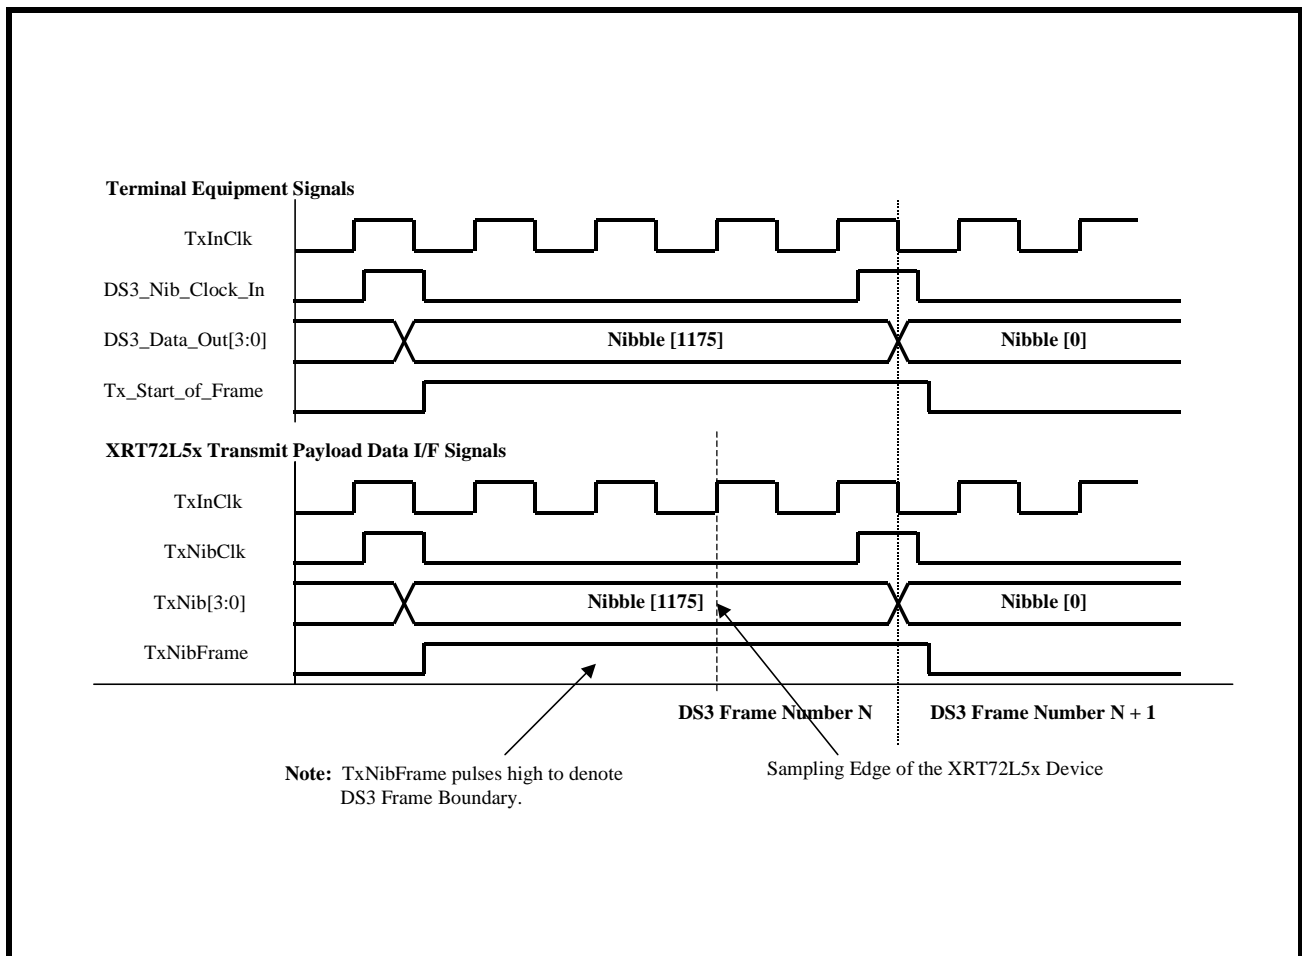 Terminal Equipment Signals
TxInClk
DS3_Nib_Clock_In
DS3_Data_Out[3:0]
Nibble [1175]
Nibble [0]
Tx_Start_of_Frame
XRT72L5x Transmit Payload Data I/F Signals
TxInClk
TxNibClk
TxNib[3:0]
Nibble [1175]
Nibble [0]
TxNibFrame
DS3 Frame Number N
DS3 Frame Number N + 1
Note: TxNibFrame pulses high to denote
DS3 Frame Boundary.
Sampling Edge of the XRT72L5x Device